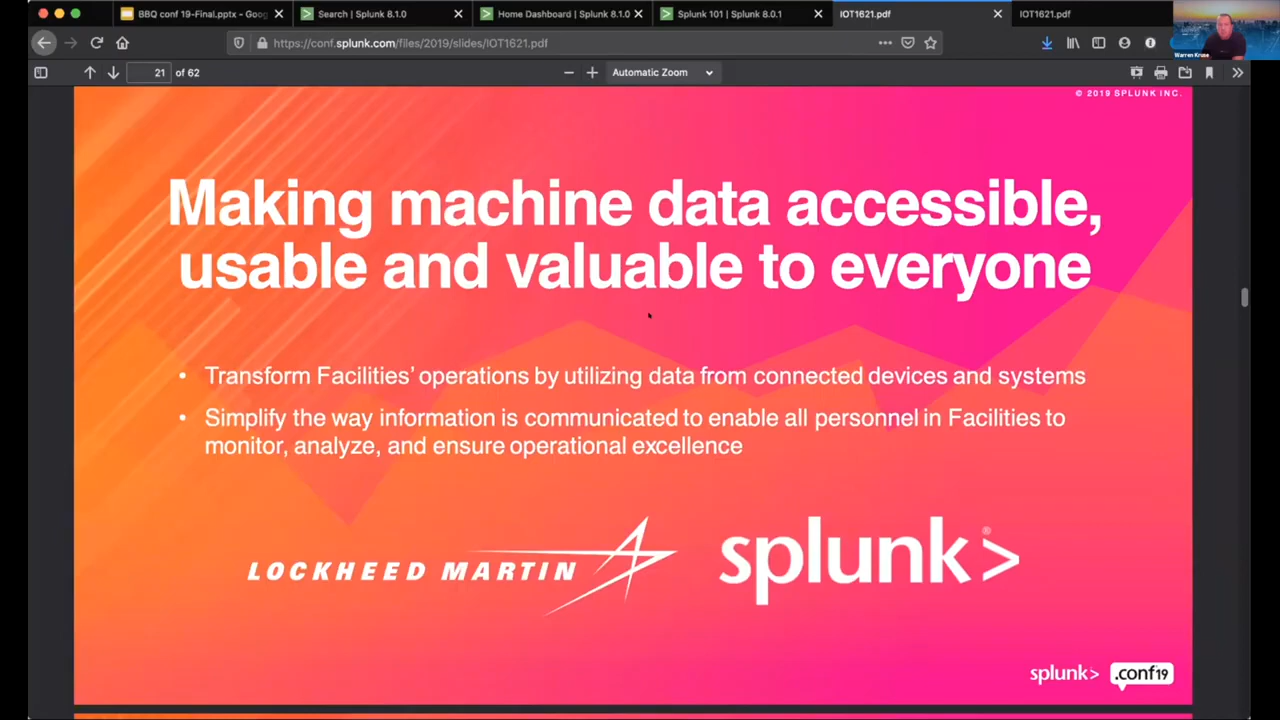 BBQ conf 19-Final.pptx - Goog
Search | Splunk 8.1.0
Home Dashboard | Splunk 8.1.0
Splunk 101 | Splunk 8.0.1
IOT1621.pdf
IOT1621.pdf
https://conf.splunk.com/files/2019/slides/IOT1621.pdf
Warren Kruse
21 of 62
Automatic Zoom
© 2019 SPLUNK INC.
Making machine data accessible,
usable and valuable to everyone
• Transform Facilities' operations by utilizing data from connected devices and systems
• Simplify the way information is communicated to enable all personnel in Facilities to
monitor, analyze, and ensure operational excellence
LOCKHEED MARTIN
splunk>®
splunk> .conf19